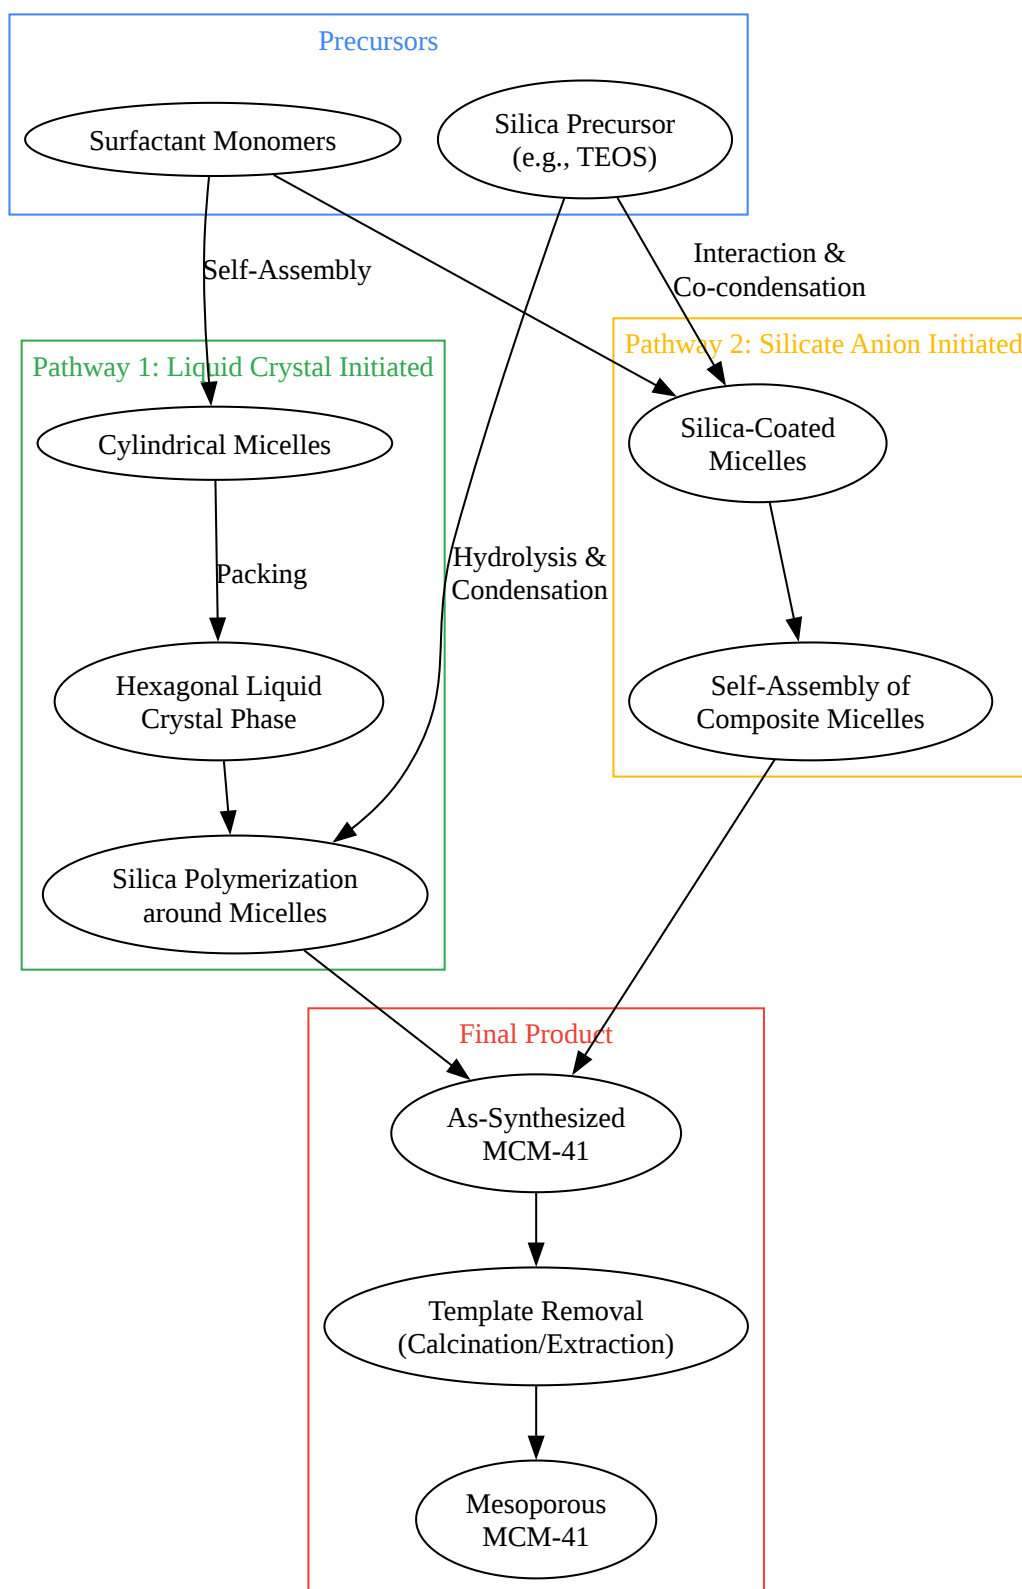 Precursors
Surfactant Monomers
Silica Precursor
(e.g., TEOS)
Self-Assembly
Interaction &
Co-condensation
Pathway 1: Liquid Crystal Initiated
Pathway 2: Silicate Anion Initiated
Cylindrical Micelles
Silica-Coated
Micelles
Packing
Hydrolysis &
Condensation
Hexagonal Liquid
Crystal Phase
Self-Assembly of
Composite Micelles
Silica Polymerization
around Micelles
Final Product
As-Synthesized
MCM-41
Template Removal
(Calcination/Extraction)
Mesoporous
MCM-41